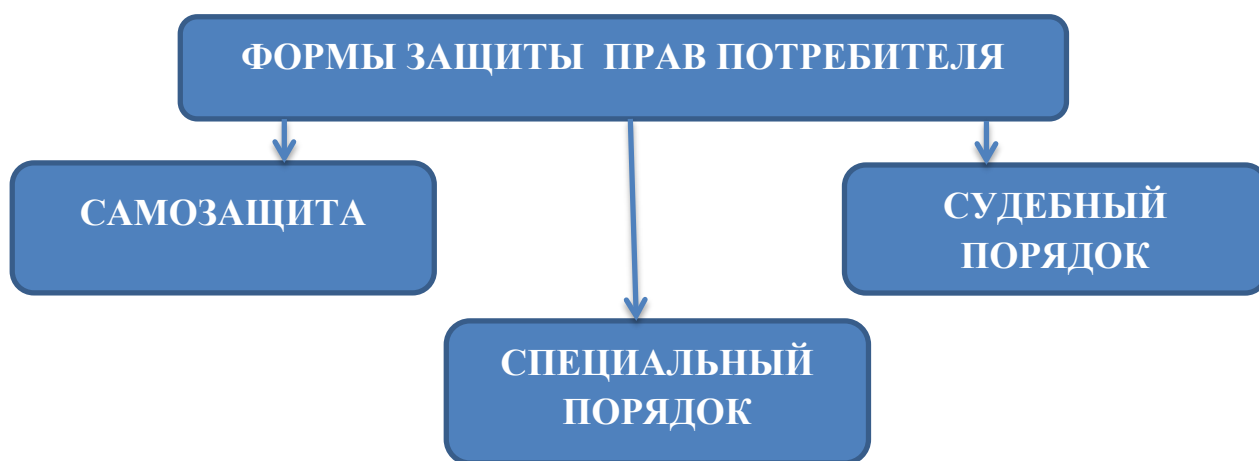 ФОРМЫ ЗАЩИТЫ ПРАВ ПОТРЕБИТЕЛЯ
САМОЗАЩИТА
СПЕЦИАЛЬНЫЙ
ПОРЯДОК
СУДЕБНЫЙ
ПОРЯДОК